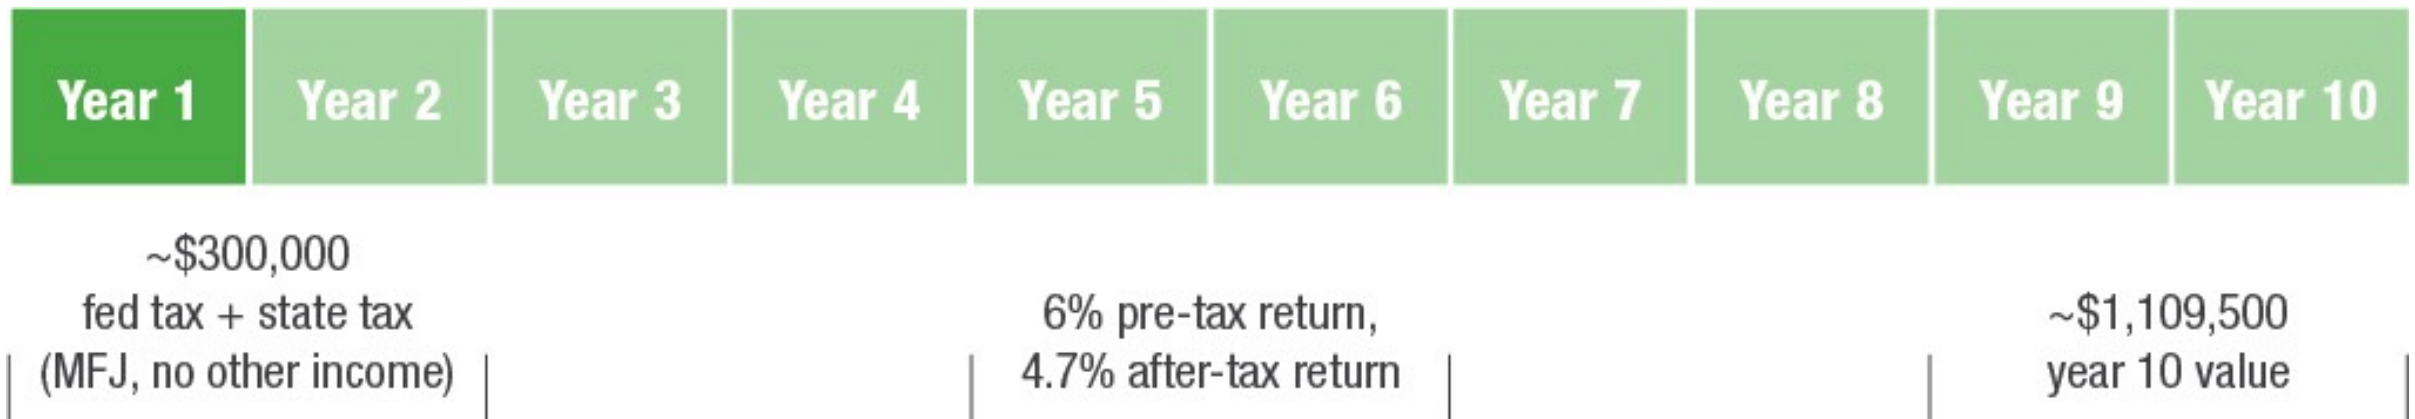 Year 1 Year 2 Year 3 Year 4 Year 5 Year 6 Year 7 Year 8 Year 9 Year 10
~$300,000
fed tax + state tax
(MFJ, no other income)
6% pre-tax return,
4.7% after-tax return
~$1,109,500
year 10 value